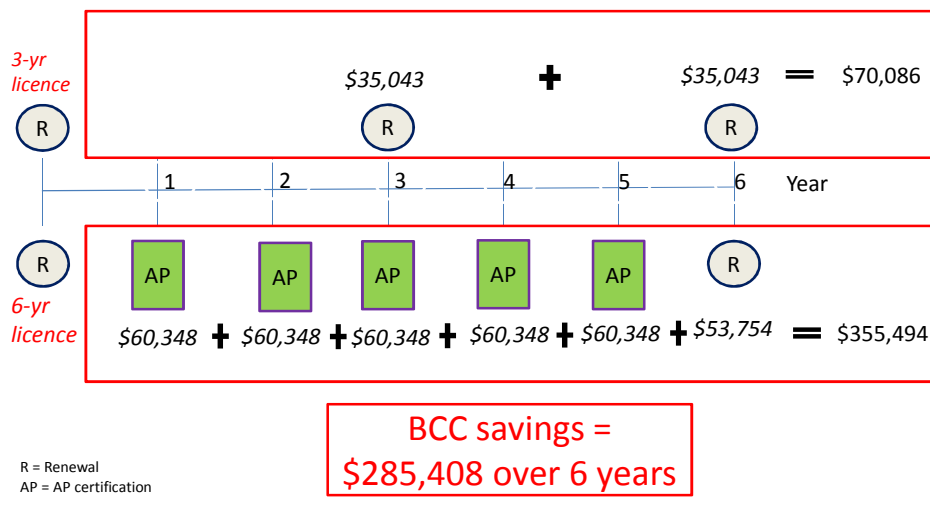 3-yr
licence
$35,043 + $35,043 = $70,086
R R R
1 2 3 4 5 6 Year
R AP AP AP AP AP R
6-yr
licence
$60,348 + $60,348 + $60,348 + $60,348 + $60,348 + $53,754 = $355,494
BCC savings =
$285,408 over 6 years
R = Renewal
AP = AP certification